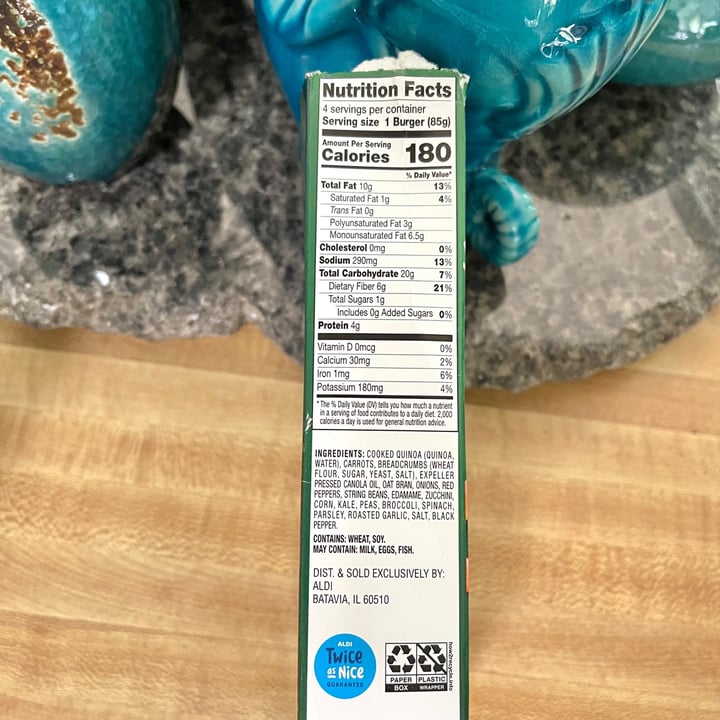 Nutrition Facts
4 servings per container
Serving size 1 Burger (85g)
Amount Per Serving
Calories 180
% Daily Value*
Total Fat 10g 13%
Saturated Fat 1g 4%
Trans Fat 0g
Polyunsaturated Fat 3g
Monounsaturated Fat 6.5g
Cholesterol 0mg 0%
Sodium 290mg 13%
Total Carbohydrate 20g 7%
Dietary Fiber 6g 21%
Total Sugars 1g
Includes 0g Added Sugars 0%
Protein 4g
Vitamin D 0mcg 0%
Calcium 30mg 2%
Iron 1mg 6%
Potassium 180mg 4%
*The % Daily Value (DV) tells you how much a nutrient
in a serving of food contributes to a daily diet. 2,000
calories a day is used for general nutrition advice.
INGREDIENTS: COOKED QUINOA (QUINOA,
WATER), CARROTS, BREADCRUMBS (WHEAT
FLOUR, SUGAR, YEAST, SALT), EXPELLER
PRESSED CANOLA OIL, OAT BRAN, ONIONS, RED
PEPPERS, STRING BEANS, EDAMAME, ZUCCHINI,
CORN, KALE, PEAS, BROCCOLI, SPINACH,
PARSLEY, ROASTED GARLIC, SALT, BLACK
PEPPER.
CONTAINS: WHEAT, SOY.
MAY CONTAIN: MILK, EGGS, FISH.
DIST. & SOLD EXCLUSIVELY BY:
ALDI
BATAVIA, IL 60510
ALDI
Twice
as Nice
GUARANTEE
PAPER PLASTIC
BOX WRAPPER
how2recycle.info